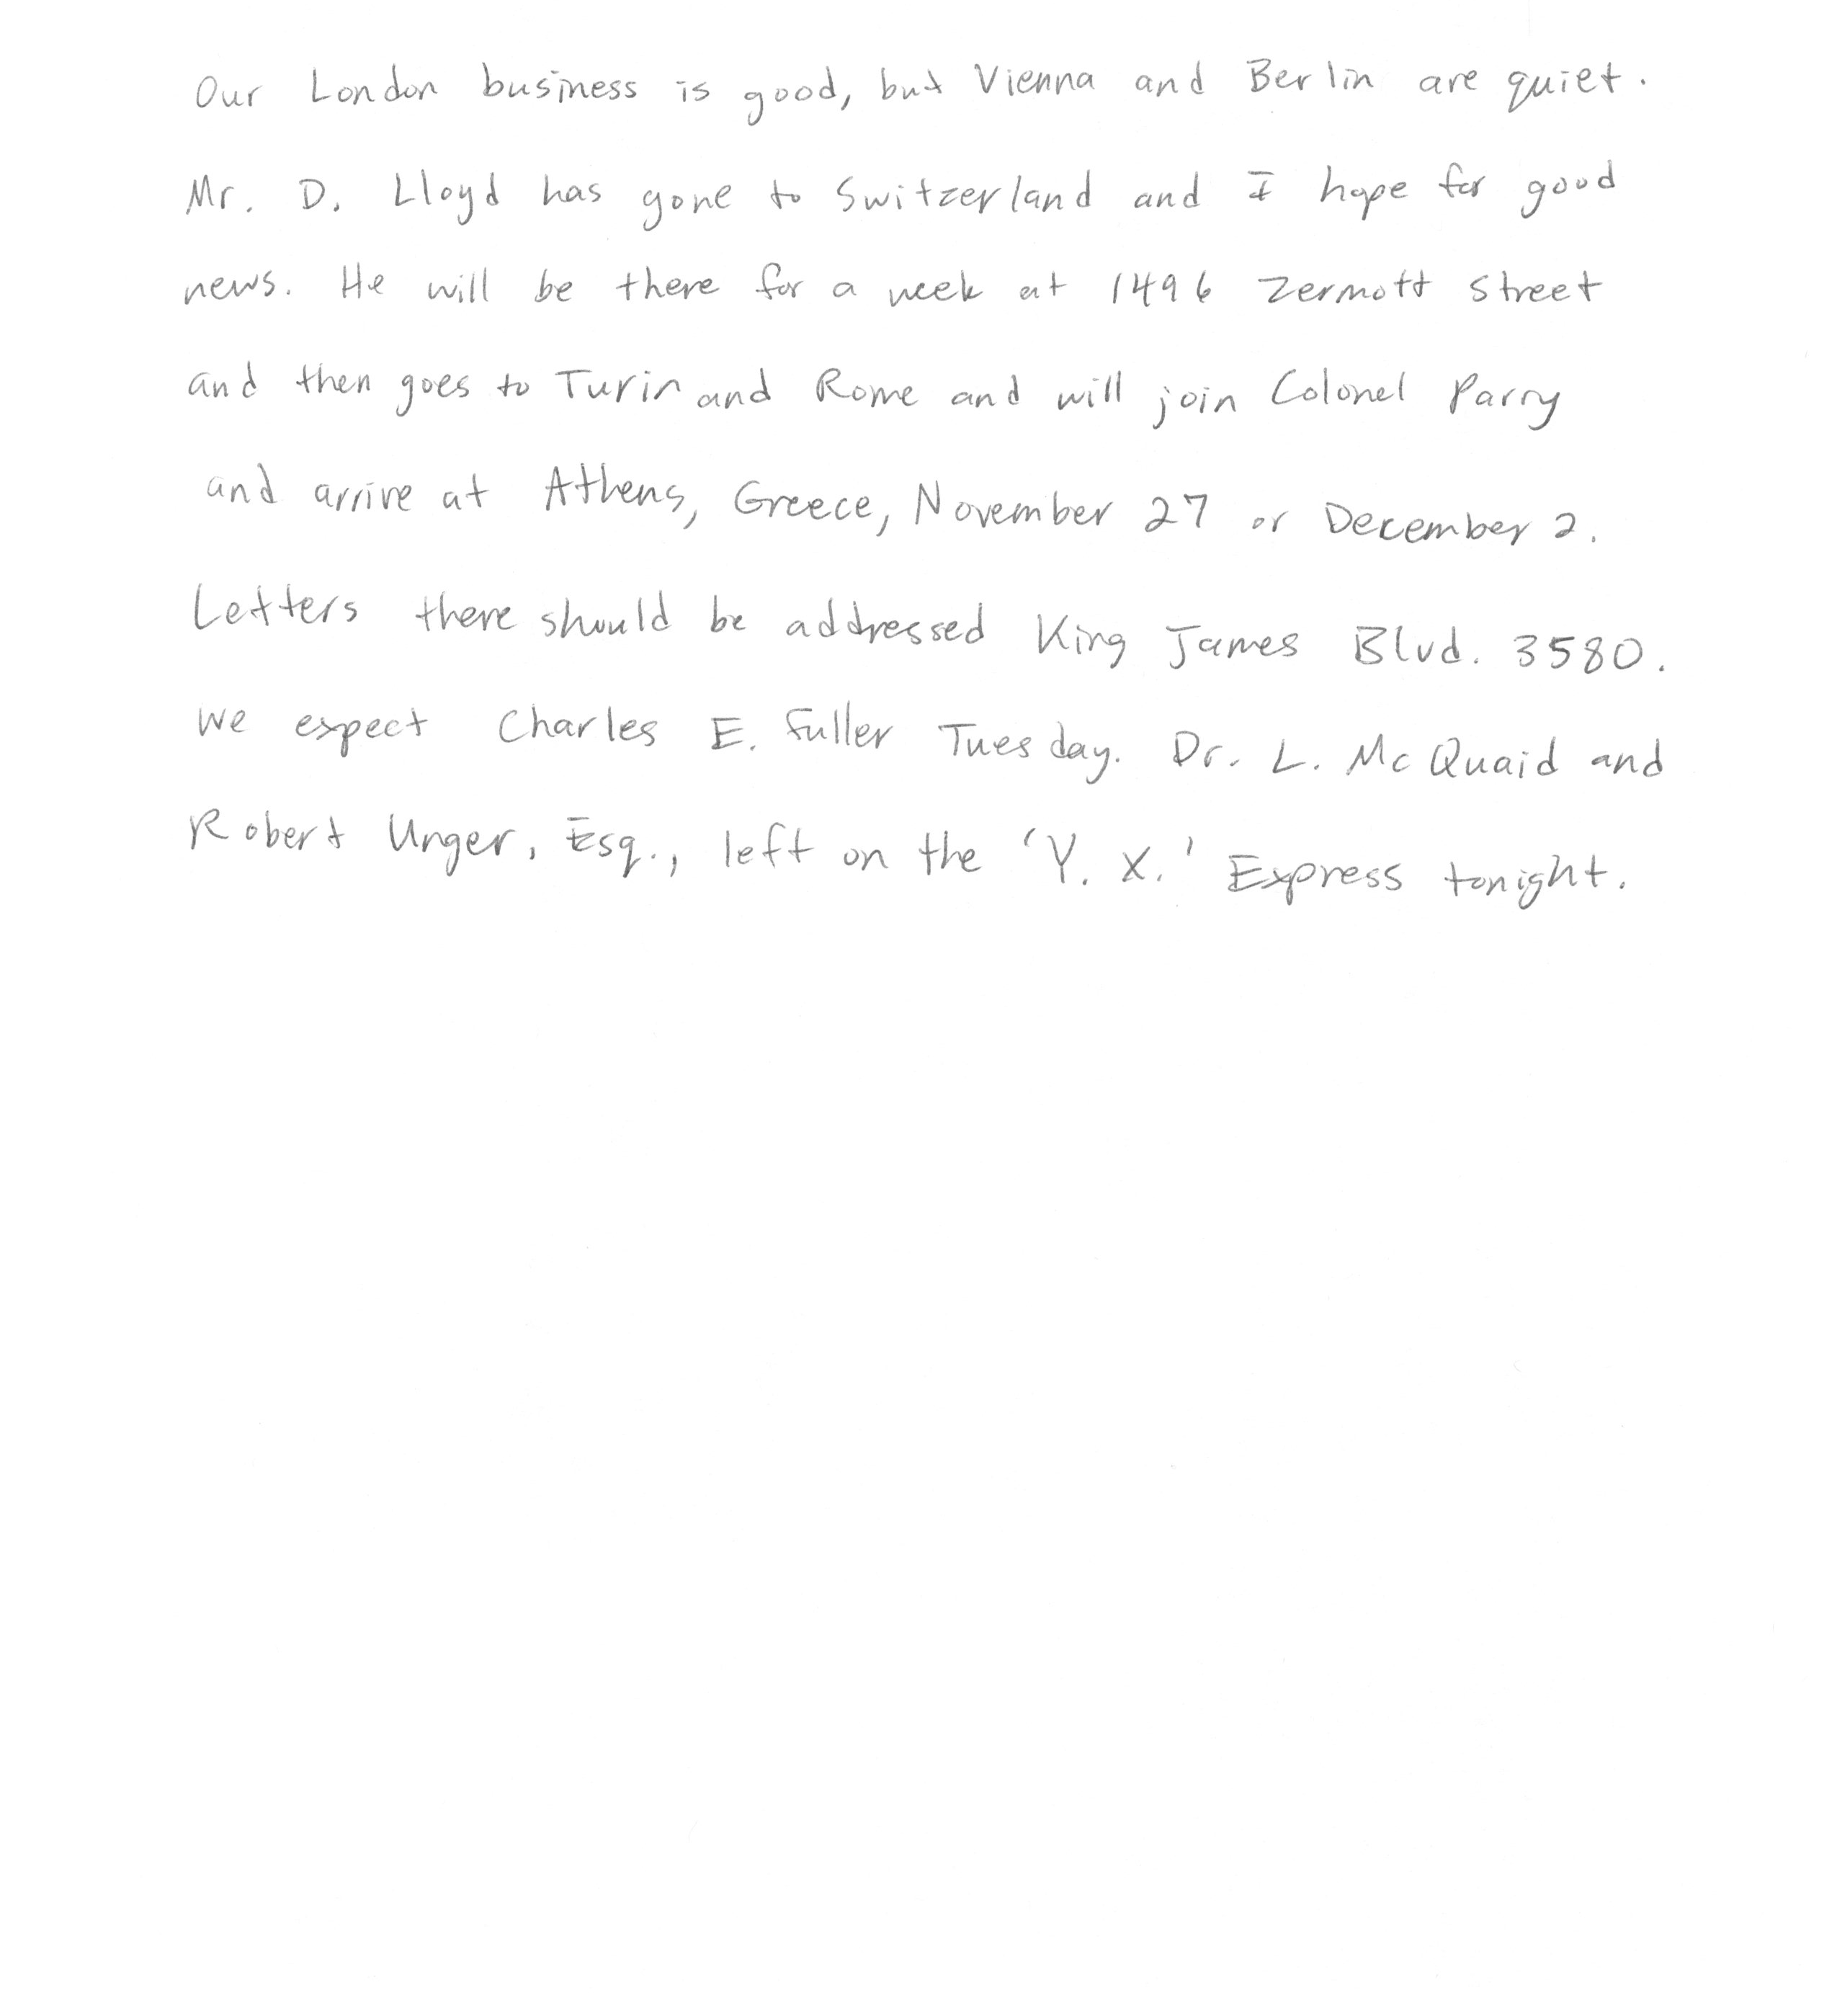 Our London business is good, but Vienna and Berlin are quiet.
Mr. D. Lloyd has gone to Switzerland and I hope for good
news. He will be there for a week at 1496 Zermott Street
and then goes to Turin and Rome and will join Colonel Parry
and arrive at Athens, Greece, November 27 or December 2.
Letters there should be addressed King James Blvd. 3580.
We expect Charles E. Fuller Tuesday. Dr. L. McQuaid and
Robert Unger, Esq., left on the 'Y. X.' Express tonight.